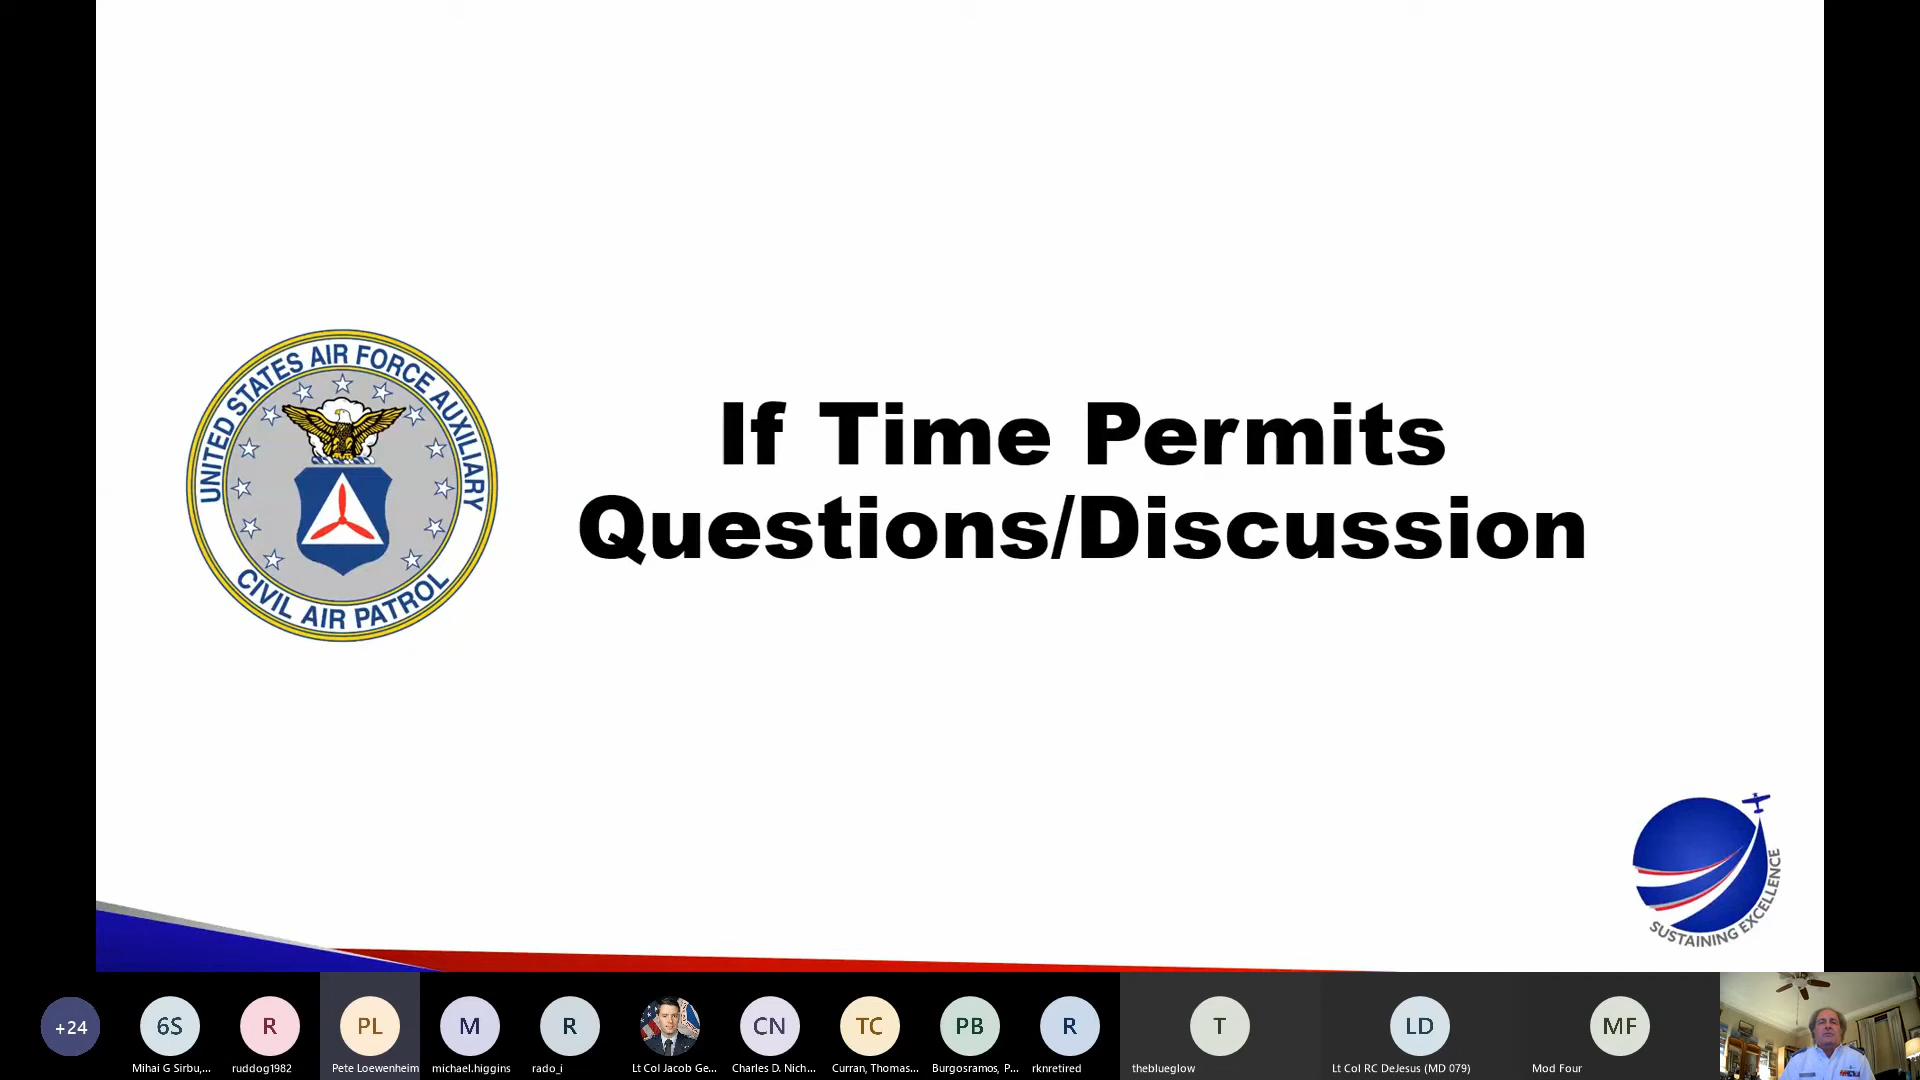 UNITED STATES AIR FORCE AUXILIARY
CIVIL AIR PATROL
If Time Permits
Questions/Discussion
SUSTAINING EXCELLENCE
+24
6S
R
PL
M
R
CN
TC
PB
R
T
LD
MF
Mihai G Sirbu,...
ruddog1982
Pete Loewenheim
michael.higgins
rado_i
Lt Col Jacob Ge...
Charles D. Nich...
Curran, Thomas...
Burgosramos, P...
rknretired
theblueglow
Lt Col RC DeJesus (MD 079)
Mod Four